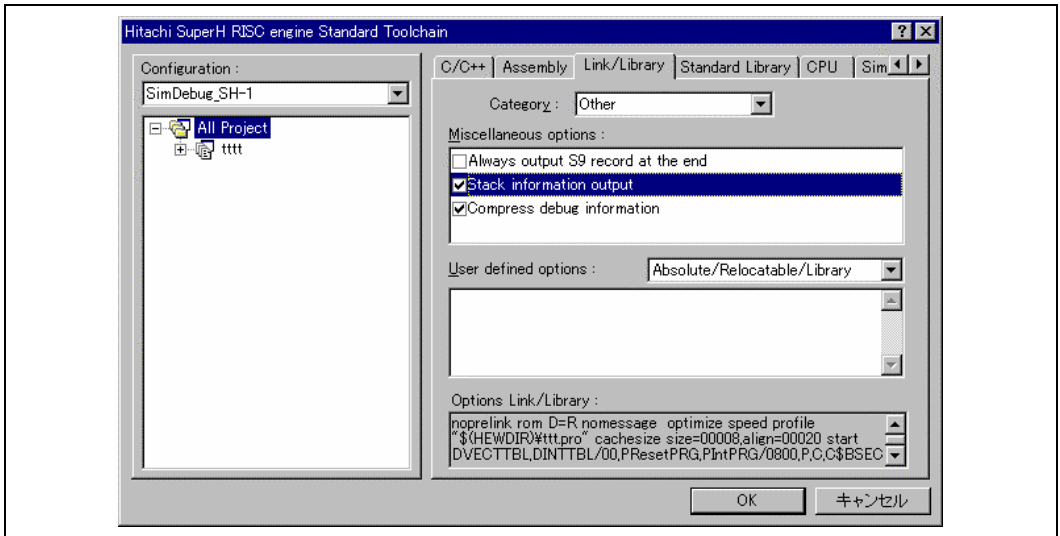 Hitachi SuperH RISC engine Standard Toolchain
Configuration :
SimDebug_SH-1
All Project
tttt
C/C++ Assembly Link/Library Standard Library CPU Sim
Category : Other
Miscellaneous options :
Always output S9 record at the end
Stack information output
Compress debug information
User defined options : Absolute/Relocatable/Library
Options Link/Library :
noprelink rom D=R nomessage optimize speed profile
"$(HEWDIR)¥ttt.pro" cachesize size=00008,align=00020 start
DVECTTBL,DINTTBL/00,PResetPRG,PIntPRG/0800,P,C,C$BSEC
OK キャンセル